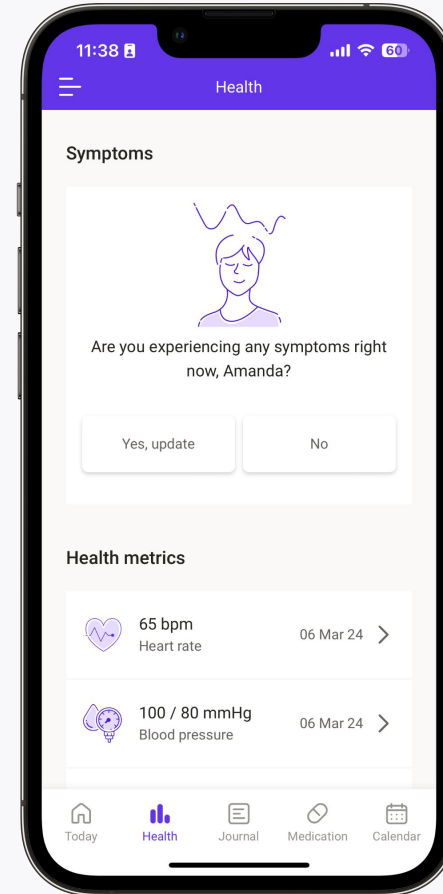 11:38
60
Health
Symptoms
Are you experiencing any symptoms right
now, Amanda?
Yes, update
No
Health metrics
65 bpm
Heart rate
06 Mar 24
100 / 80 mmHg
Blood pressure
06 Mar 24
Today
Health
Journal
Medication
Calendar